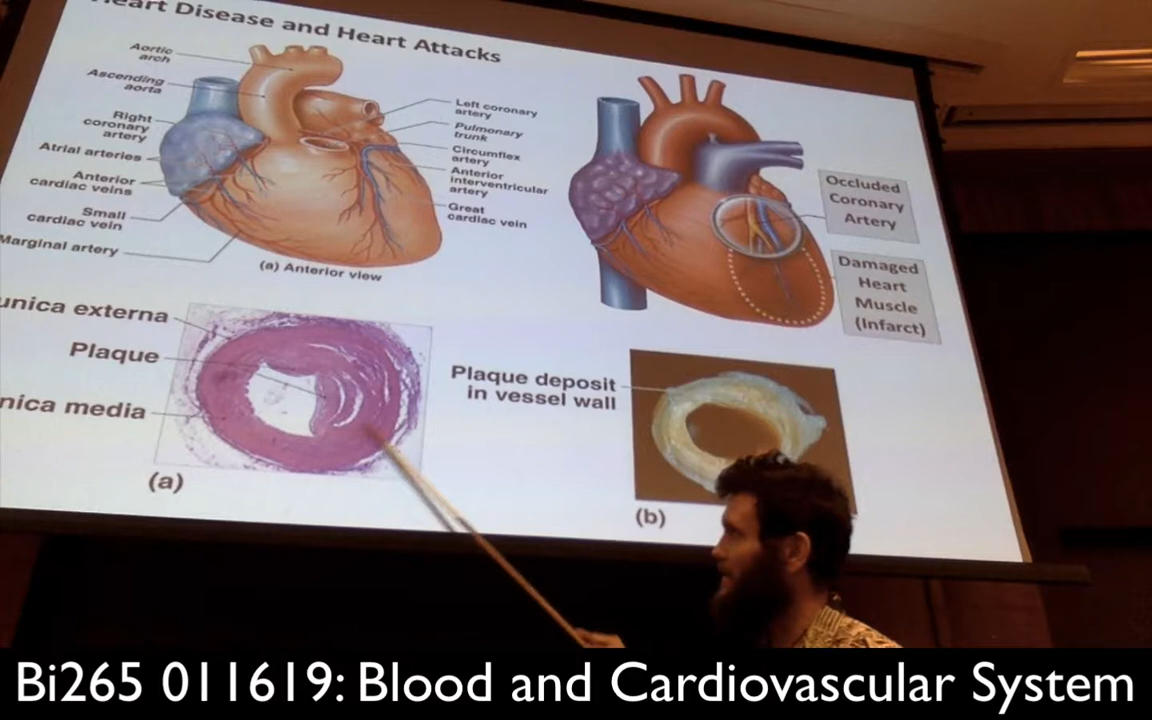 Heart Disease and Heart Attacks
Aortic
arch
Ascending
aorta
Right
coronary
artery
Atrial arteries
Anterior
cardiac veins
Small
cardiac vein
Marginal artery
Left coronary
artery
Pulmonary
trunk
Circumflex
artery
Anterior
interventricular
artery
Great
cardiac vein
(a) Anterior view
Occluded
Coronary
Artery
Damaged
Heart
Muscle
(Infarct)
unica externa
Plaque
nica media
(a)
Plaque deposit
in vessel wall
(b)
Bi265 011619: Blood and Cardiovascular System